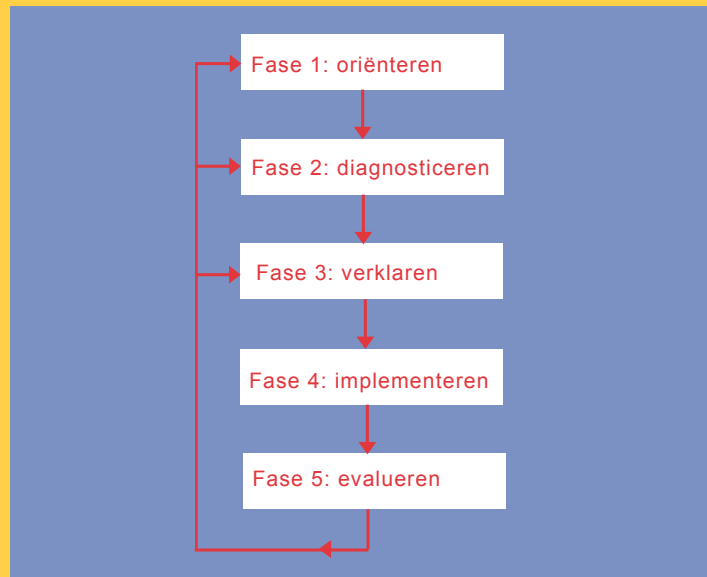 Fase 1: oriënteren
Fase 2: diagnosticeren
Fase 3: verklaren
Fase 4: implementeren
Fase 5: evalueren